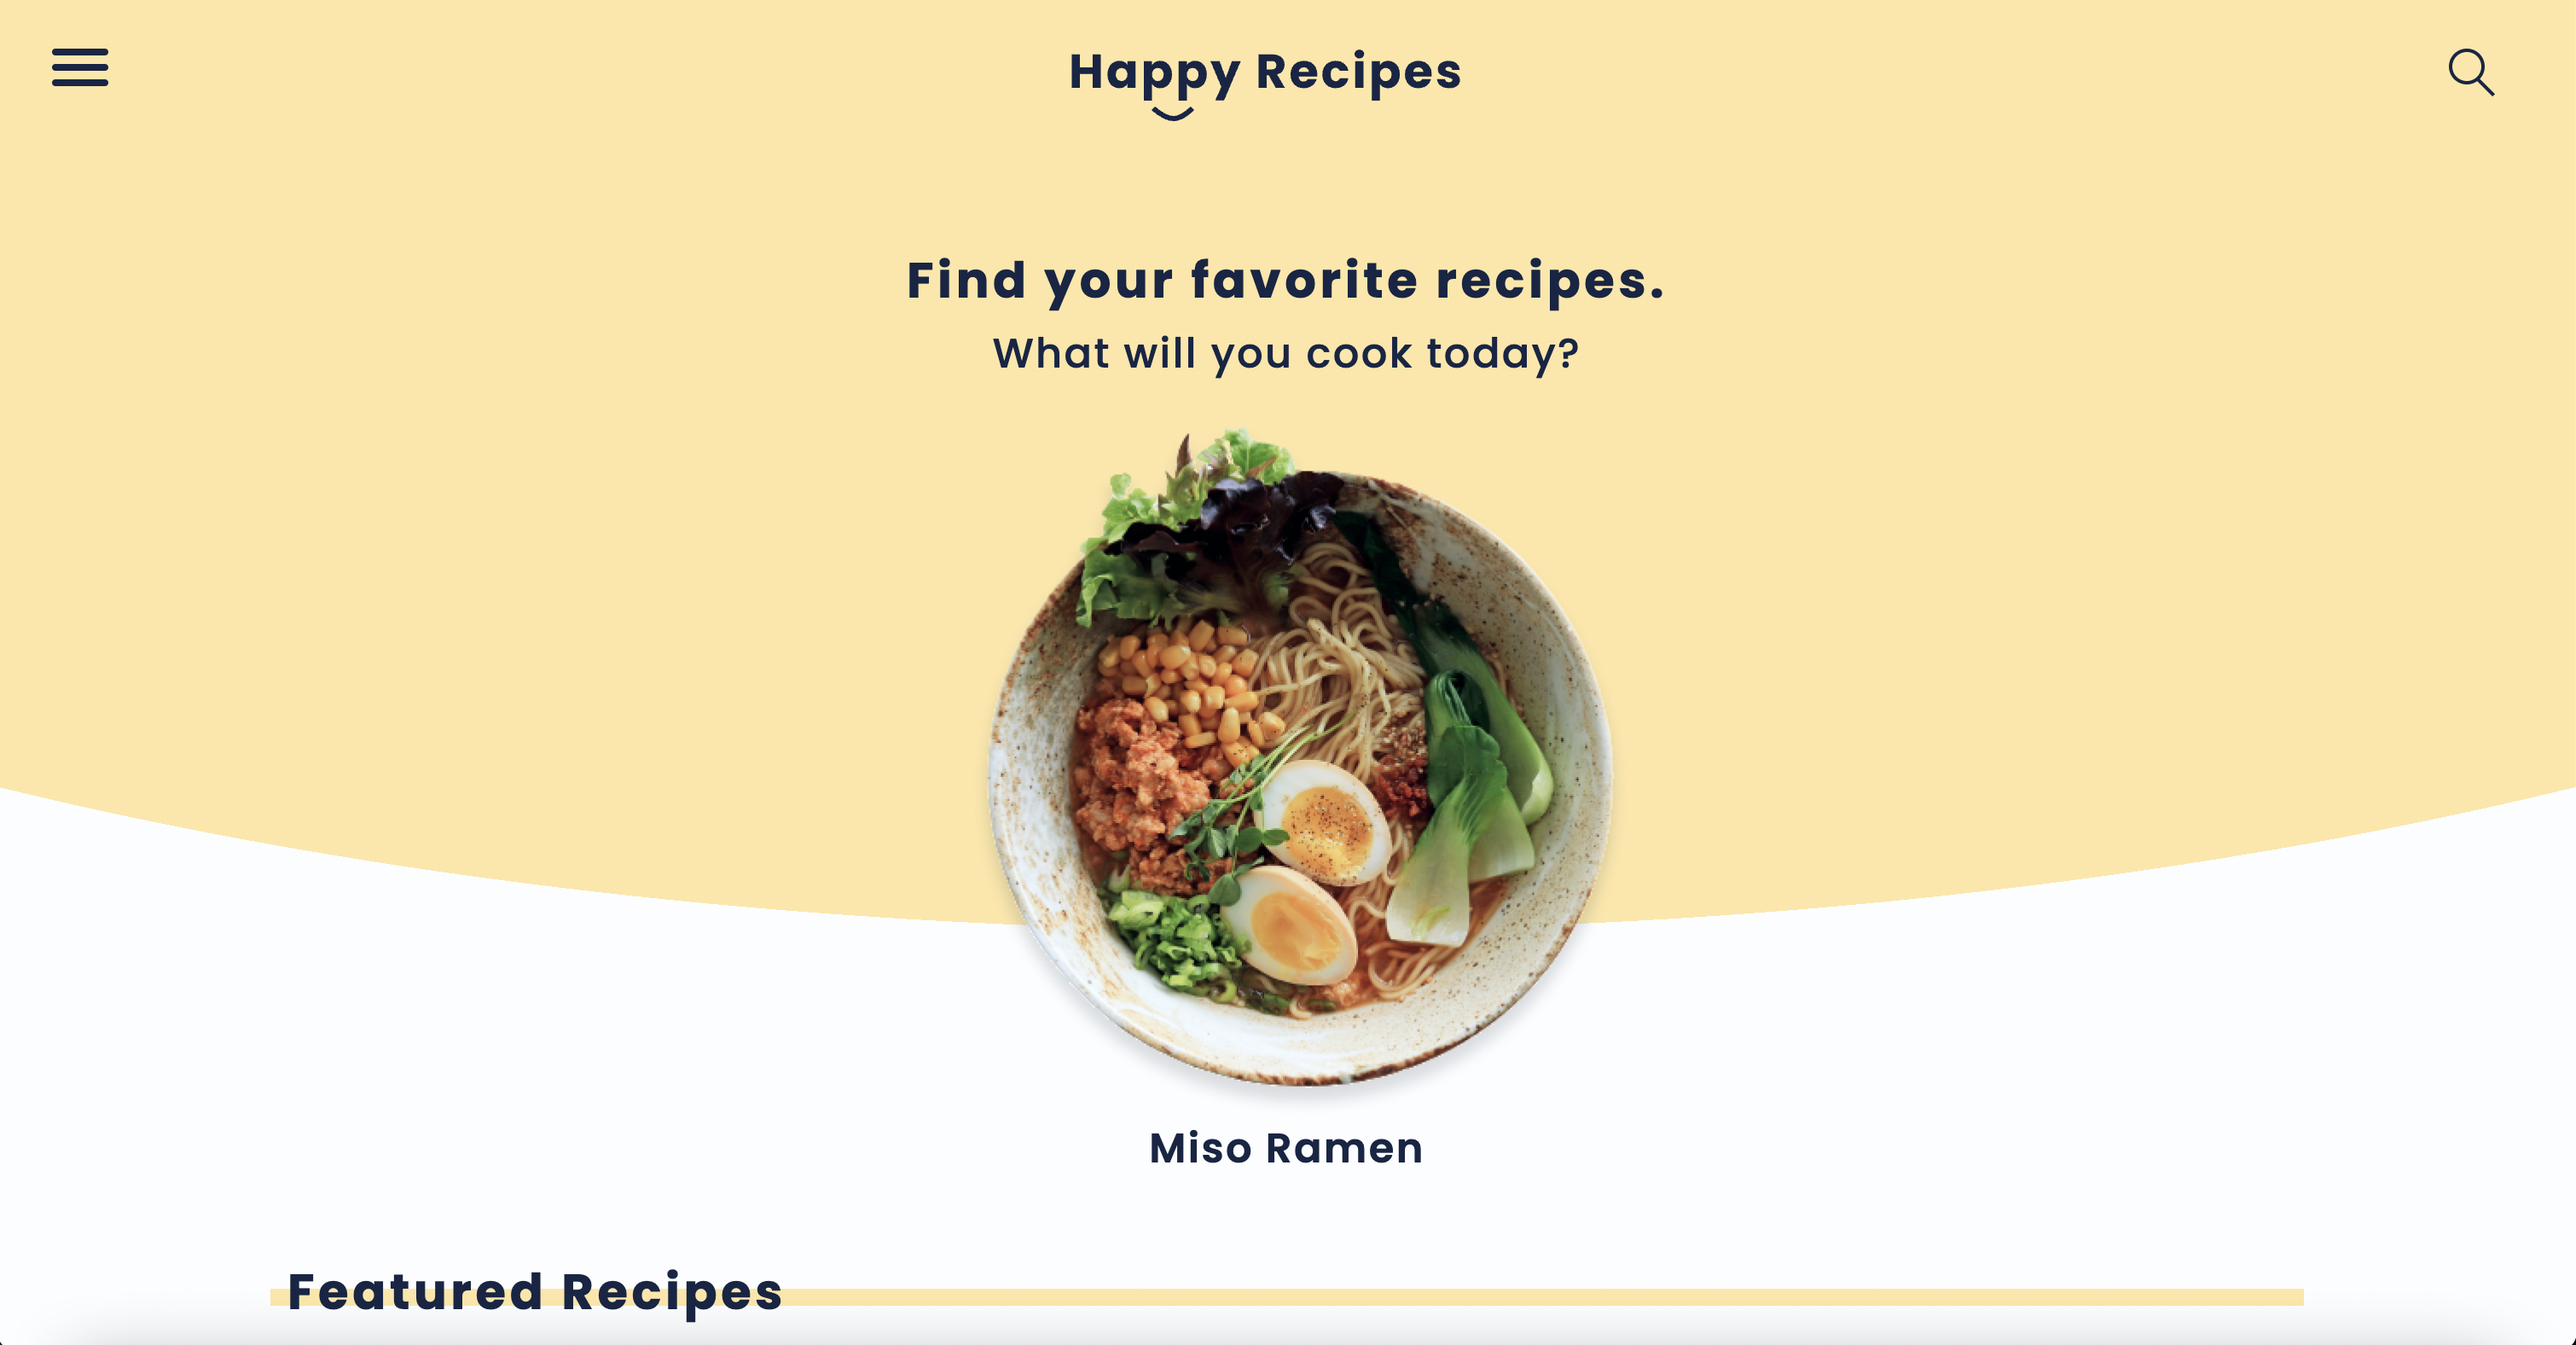 Happy Recipes
Find your favorite recipes.
What will you cook today?
Miso Ramen
Featured Recipes